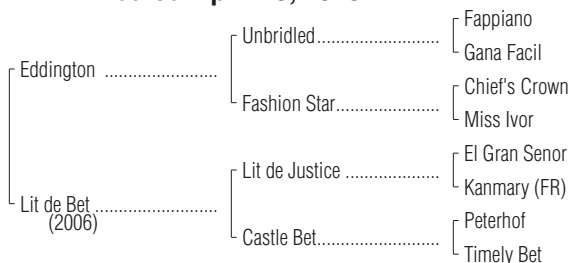 Fappiano
Unbridled
Gana Facil
Eddington
Chief's Crown
Fashion Star
Miss Ivor
El Gran Senor
Lit de Justice
Kanmary (FR)
Lit de Bet
(2006)
Peterhof
Castle Bet
Timely Bet